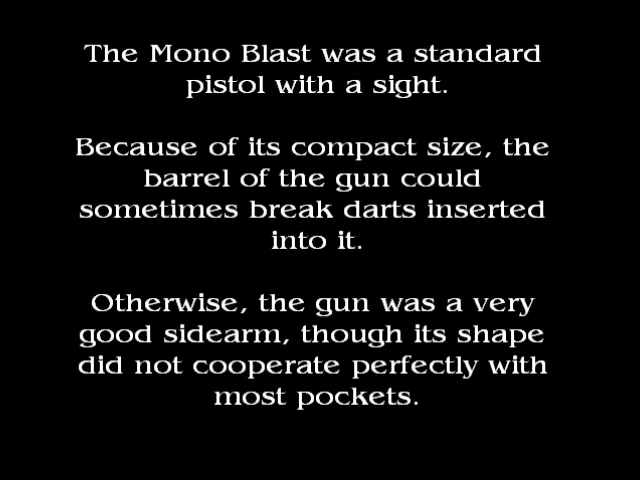 The Mono Blast was a standard
pistol with a sight.
Because of its compact size, the
barrel of the gun could
sometimes break darts inserted
into it.
Otherwise, the gun was a very
good sidearm, though its shape
did not cooperate perfectly with
most pockets.